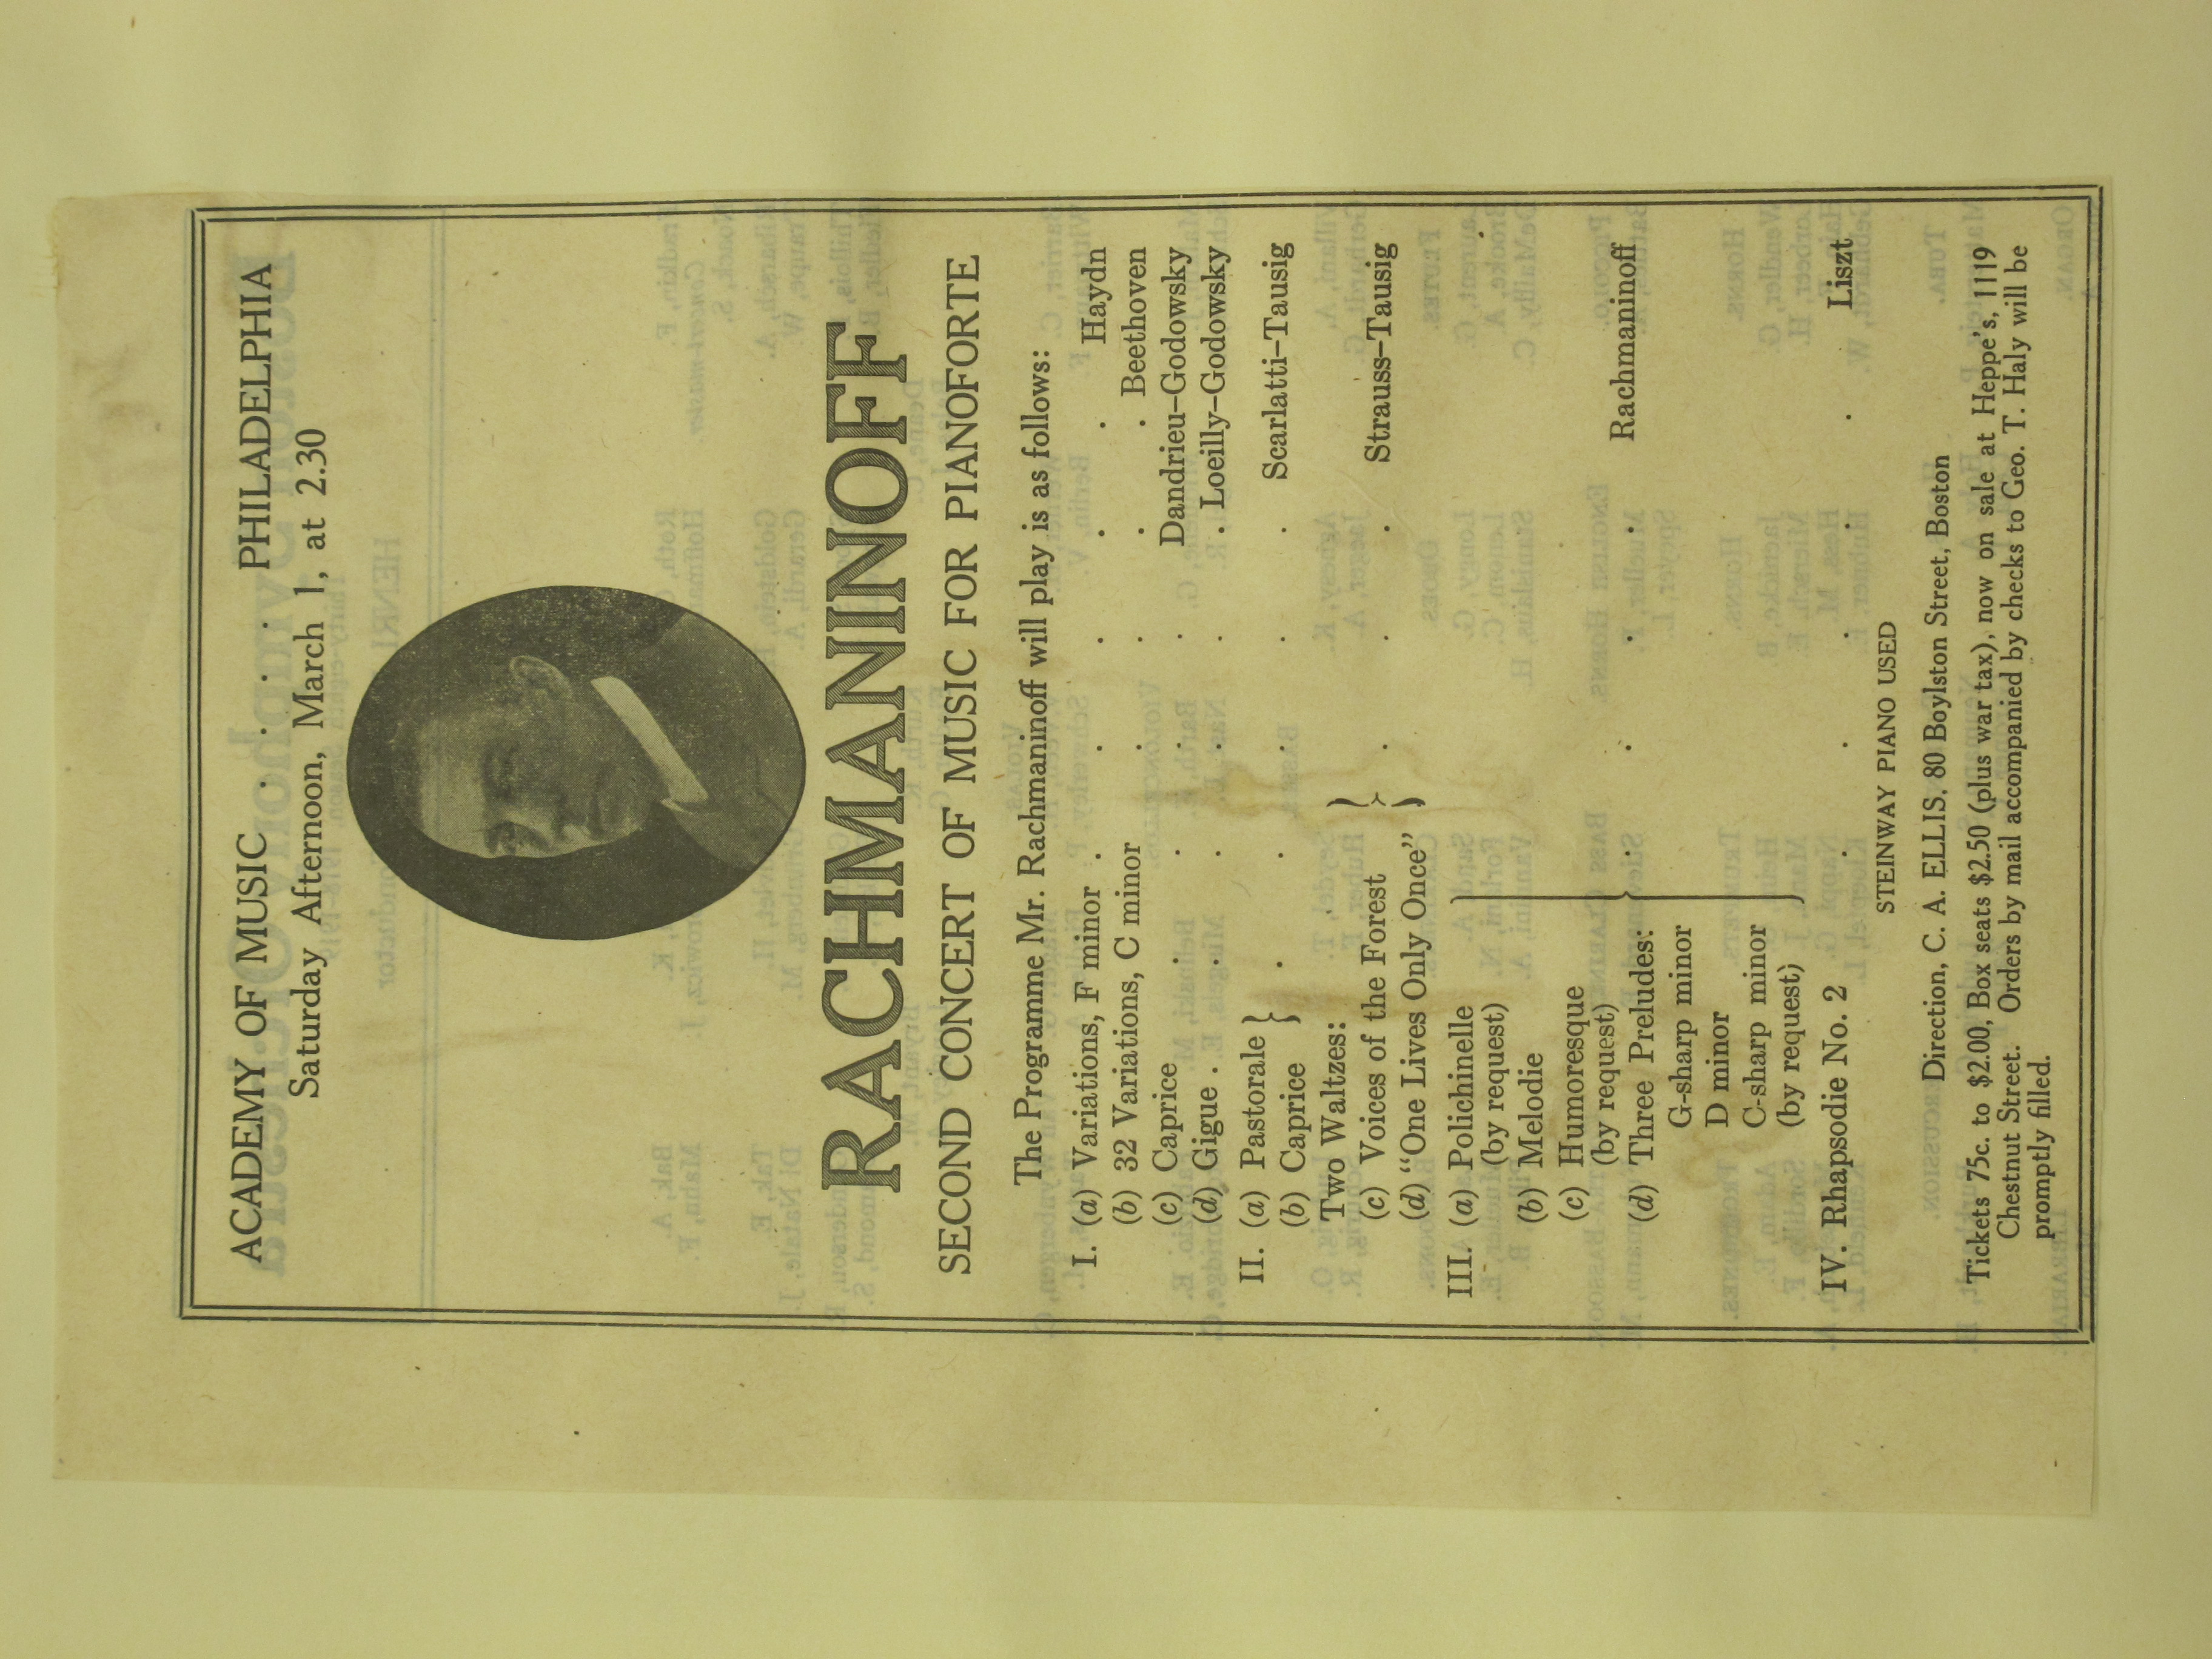 ACADEMY OF MUSIC . . . . PHILADELPHIA
Saturday Afternoon, March 1, at 2.30
RACHMANINOFF
SECOND CONCERT OF MUSIC FOR PIANOFORTE
The Programme Mr. Rachmaninoff will play is as follows:
I. (a) Variations, F minor . . . . . Haydn
(b) 32 Variations, C minor . . . . Beethoven
(c) Caprice . . . . Dandrieu–Godowsky
(d) Gigue . . . . . . Loeilly–Godowsky
II. (a) Pastorale }
(b) Caprice } . . . . . Scarlatti–Tausig
Two Waltzes:
(c) Voices of the Forest
(d) "One Lives Only Once" } . . . Strauss–Tausig
III. (a) Polichinelle
(by request)
(b) Melodie
(c) Humoresque
(by request)
(d) Three Preludes: } . . . . Rachmaninoff
G-sharp minor
D minor
C-sharp minor
(by request)
IV. Rhapsodie No. 2 . . . . . Liszt
STEINWAY PIANO USED
Direction, C. A. ELLIS, 80 Boylston Street, Boston
Tickets 75c. to $2.00, Box seats $2.50 (plus war tax), now on sale at Heppe's, 1119
Chestnut Street. Orders by mail accompanied by checks to Geo. T. Haly will be
promptly filled.